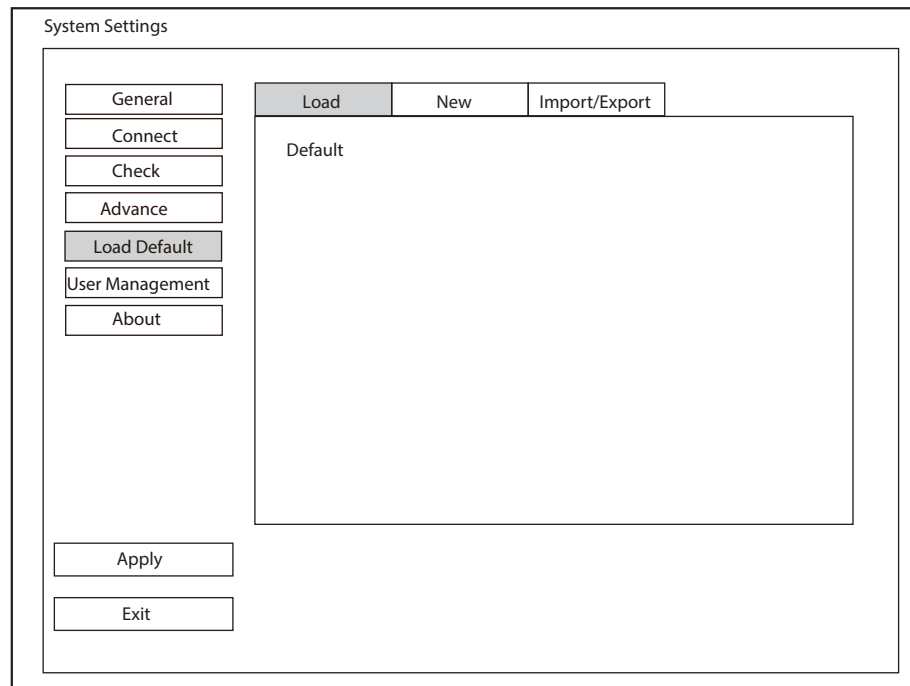 System Settings
General
Connect
Check
Advance
Load Default
User Management
About
Load
New
Import/Export
Default
Apply
Exit